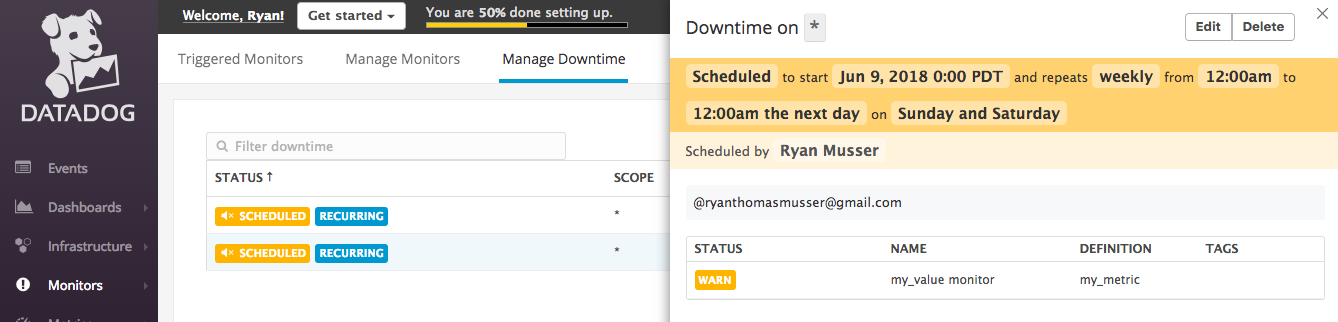 Welcome, Ryan!
Get started
You are 50% done setting up.
DATADOG
Events
Dashboards
Infrastructure
Monitors
Triggered Monitors
Manage Monitors
Manage Downtime
Filter downtime
STATUS ↑ SCOPE
SCHEDULED RECURRING *
SCHEDULED RECURRING *
Downtime on *
Edit Delete
Scheduled to start Jun 9, 2018 0:00 PDT and repeats weekly from 12:00am to
12:00am the next day on Sunday and Saturday
Scheduled by Ryan Musser
@ryanthomasmusser@gmail.com
STATUS NAME DEFINITION TAGS
WARN my_value monitor my_metric